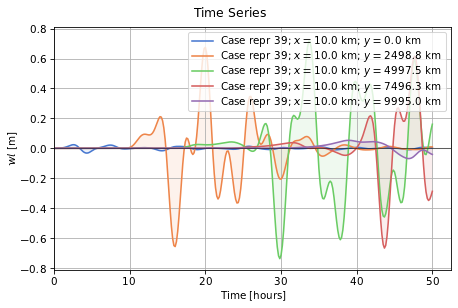 Time Series
Case repr 39; x = 10.0 km; y = 0.0 km
Case repr 39; x = 10.0 km; y = 2498.8 km
Case repr 39; x = 10.0 km; y = 4997.5 km
Case repr 39; x = 10.0 km; y = 7496.3 km
Case repr 39; x = 10.0 km; y = 9995.0 km
wl [m]
0.8
0.6
0.4
0.2
0.0
−0.2
−0.4
−0.6
−0.8
0 10 20 30 40 50
Time [hours]